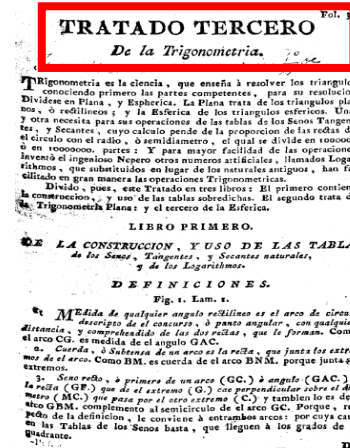 Fol.
TRATADO TERCERO
De la Trigonometria.
TRigonometria es la ciencia, que enseña à resolver los triangulo
conociendo primero las partes competentes, para su resolucio
Dividese en Plana, y Espherica. La Plana trata de los triangulos pla
nos, ò rectilineos; y la Esferica de los triangulos esfericos. Un
y otra necesita para sus operaciones de las tablas de los Senos Tangen
tes, y Secantes, cuyo calculo pende de la proporcion de las rectas d
el circulo con el radio, ò semidiametro, el qual se divide en 100000
ò en 10000000. partes: Y para mayor facilidad de las operacione
inventò el ingenioso Nepero otros numeros artificiales, llamados Loga
rithmos, que substituidos en lugar de los naturales antiguos, han fa
cilitado en gran manera las operaciones Trigonometricas.
Divido, pues, este Tratado en tres libros: El primero contien
la construccion, y uso de las tablas sobredichas. El segundo trata d
la Trigonometria Plana: y el tercero de la Esferica.
LIBRO PRIMERO.
DE LA CONSTRUCCION, Y USO DE LAS TABLA
de los Senos, Tangentes, y Secantes naturales,
y de los Logarithmos.
DEFINICIONES.
Fig. 1. Lam. 1.
MEdida de qualquier angulo rectilineo es el arco de circu
descripto de el concurso, ò punto angular, con qualquie
distancia, y comprehendido de las dos rectas, que le forman. Com
el arco CG. es medida de el angulo GAC.
2. Cuerda, ò Subtensa de un arco es la recta, que junta los extre
mos de el arco. Como BM. es cuerda de el arco BNM. porque junta s
extremos.
3. Seno recto, ò primero de un arco (GC.) ò angulo (GAC.)
la recta (GF.) que de el extremo (G.) cae perpendicular sobre el di
metro (MC.) que passa por el otro extremo (C.) y tambien lo es de
arco GBM. complemento al semicirculo de el arco GC. Porque,
pecto de la definicion, le conviene à entrambos arcos: por cuya cau
en las Tablas de los Senos basta, que lleguen à los grados de
quadrante.